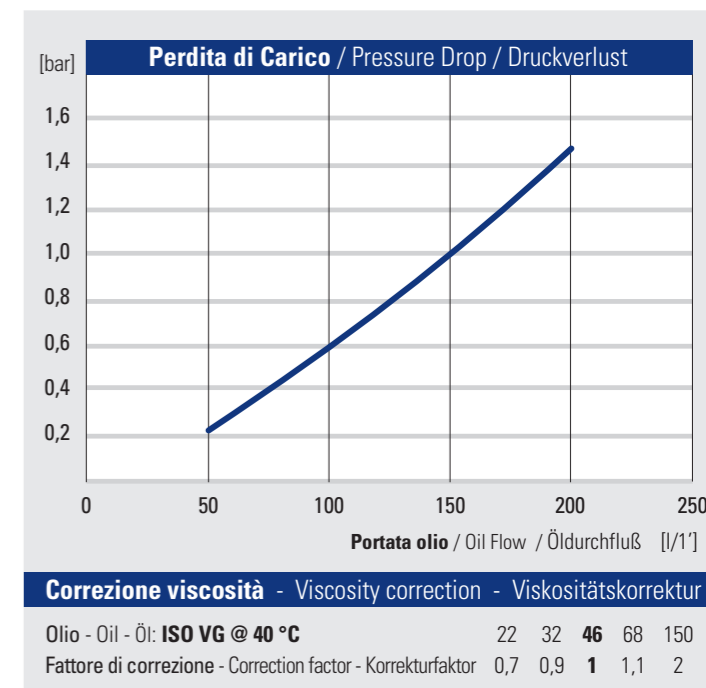 [bar]
Perdita di Carico / Pressure Drop / Druckverlust
1,6
1,4
1,2
1,0
0,8
0,6
0,4
0,2
0 50 100 150 200 250
Portata olio / Oil Flow / Öldurchfluß [l/1']
Correzione viscosità - Viscosity correction - Viskositätskorrektur
Olio - Oil - Öl: ISO VG @ 40 °C 22 32 46 68 150
Fattore di correzione - Correction factor - Korrekturfaktor 0,7 0,9 1 1,1 2